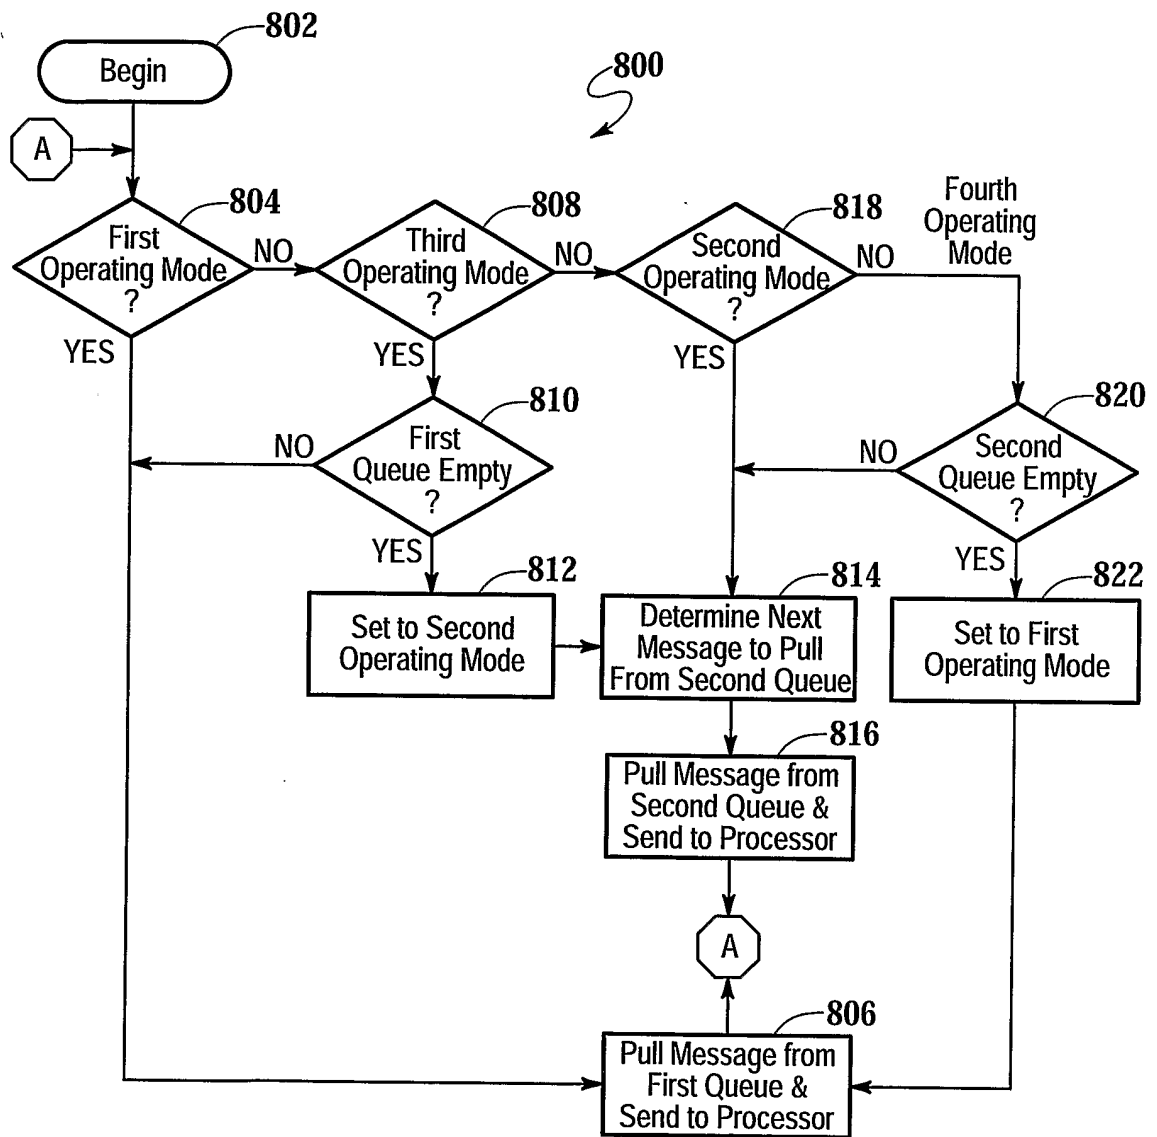 802
Begin
800
A
804
First
Operating Mode
?
NO
YES
808
Third
Operating Mode
?
NO
YES
818
Second
Operating Mode
?
NO
YES
Fourth
Operating
Mode
810
First
Queue Empty
?
NO
YES
820
Second
Queue Empty
?
NO
YES
812
Set to Second
Operating Mode
814
Determine Next
Message to Pull
From Second Queue
822
Set to First
Operating Mode
816
Pull Message from
Second Queue &
Send to Processor
A
806
Pull Message from
First Queue &
Send to Processor